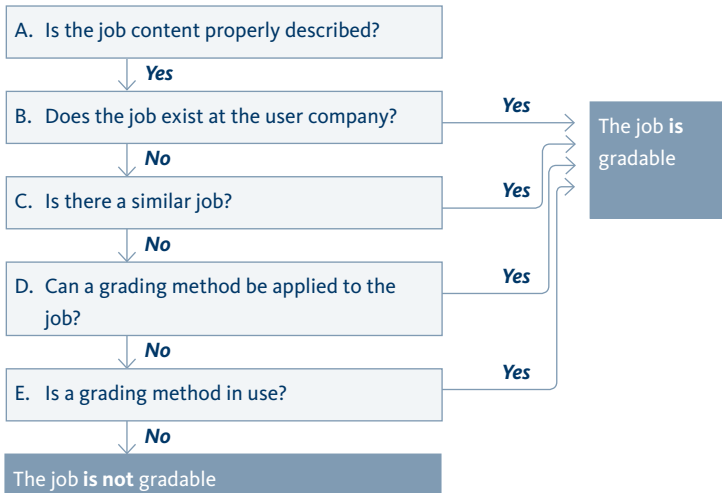 A. Is the job content properly described?
Yes
B. Does the job exist at the user company?
Yes
The job is
gradable
No
C. Is there a similar job?
Yes
No
D. Can a grading method be applied to the
job?
Yes
No
E. Is a grading method in use?
Yes
No
The job is not gradable